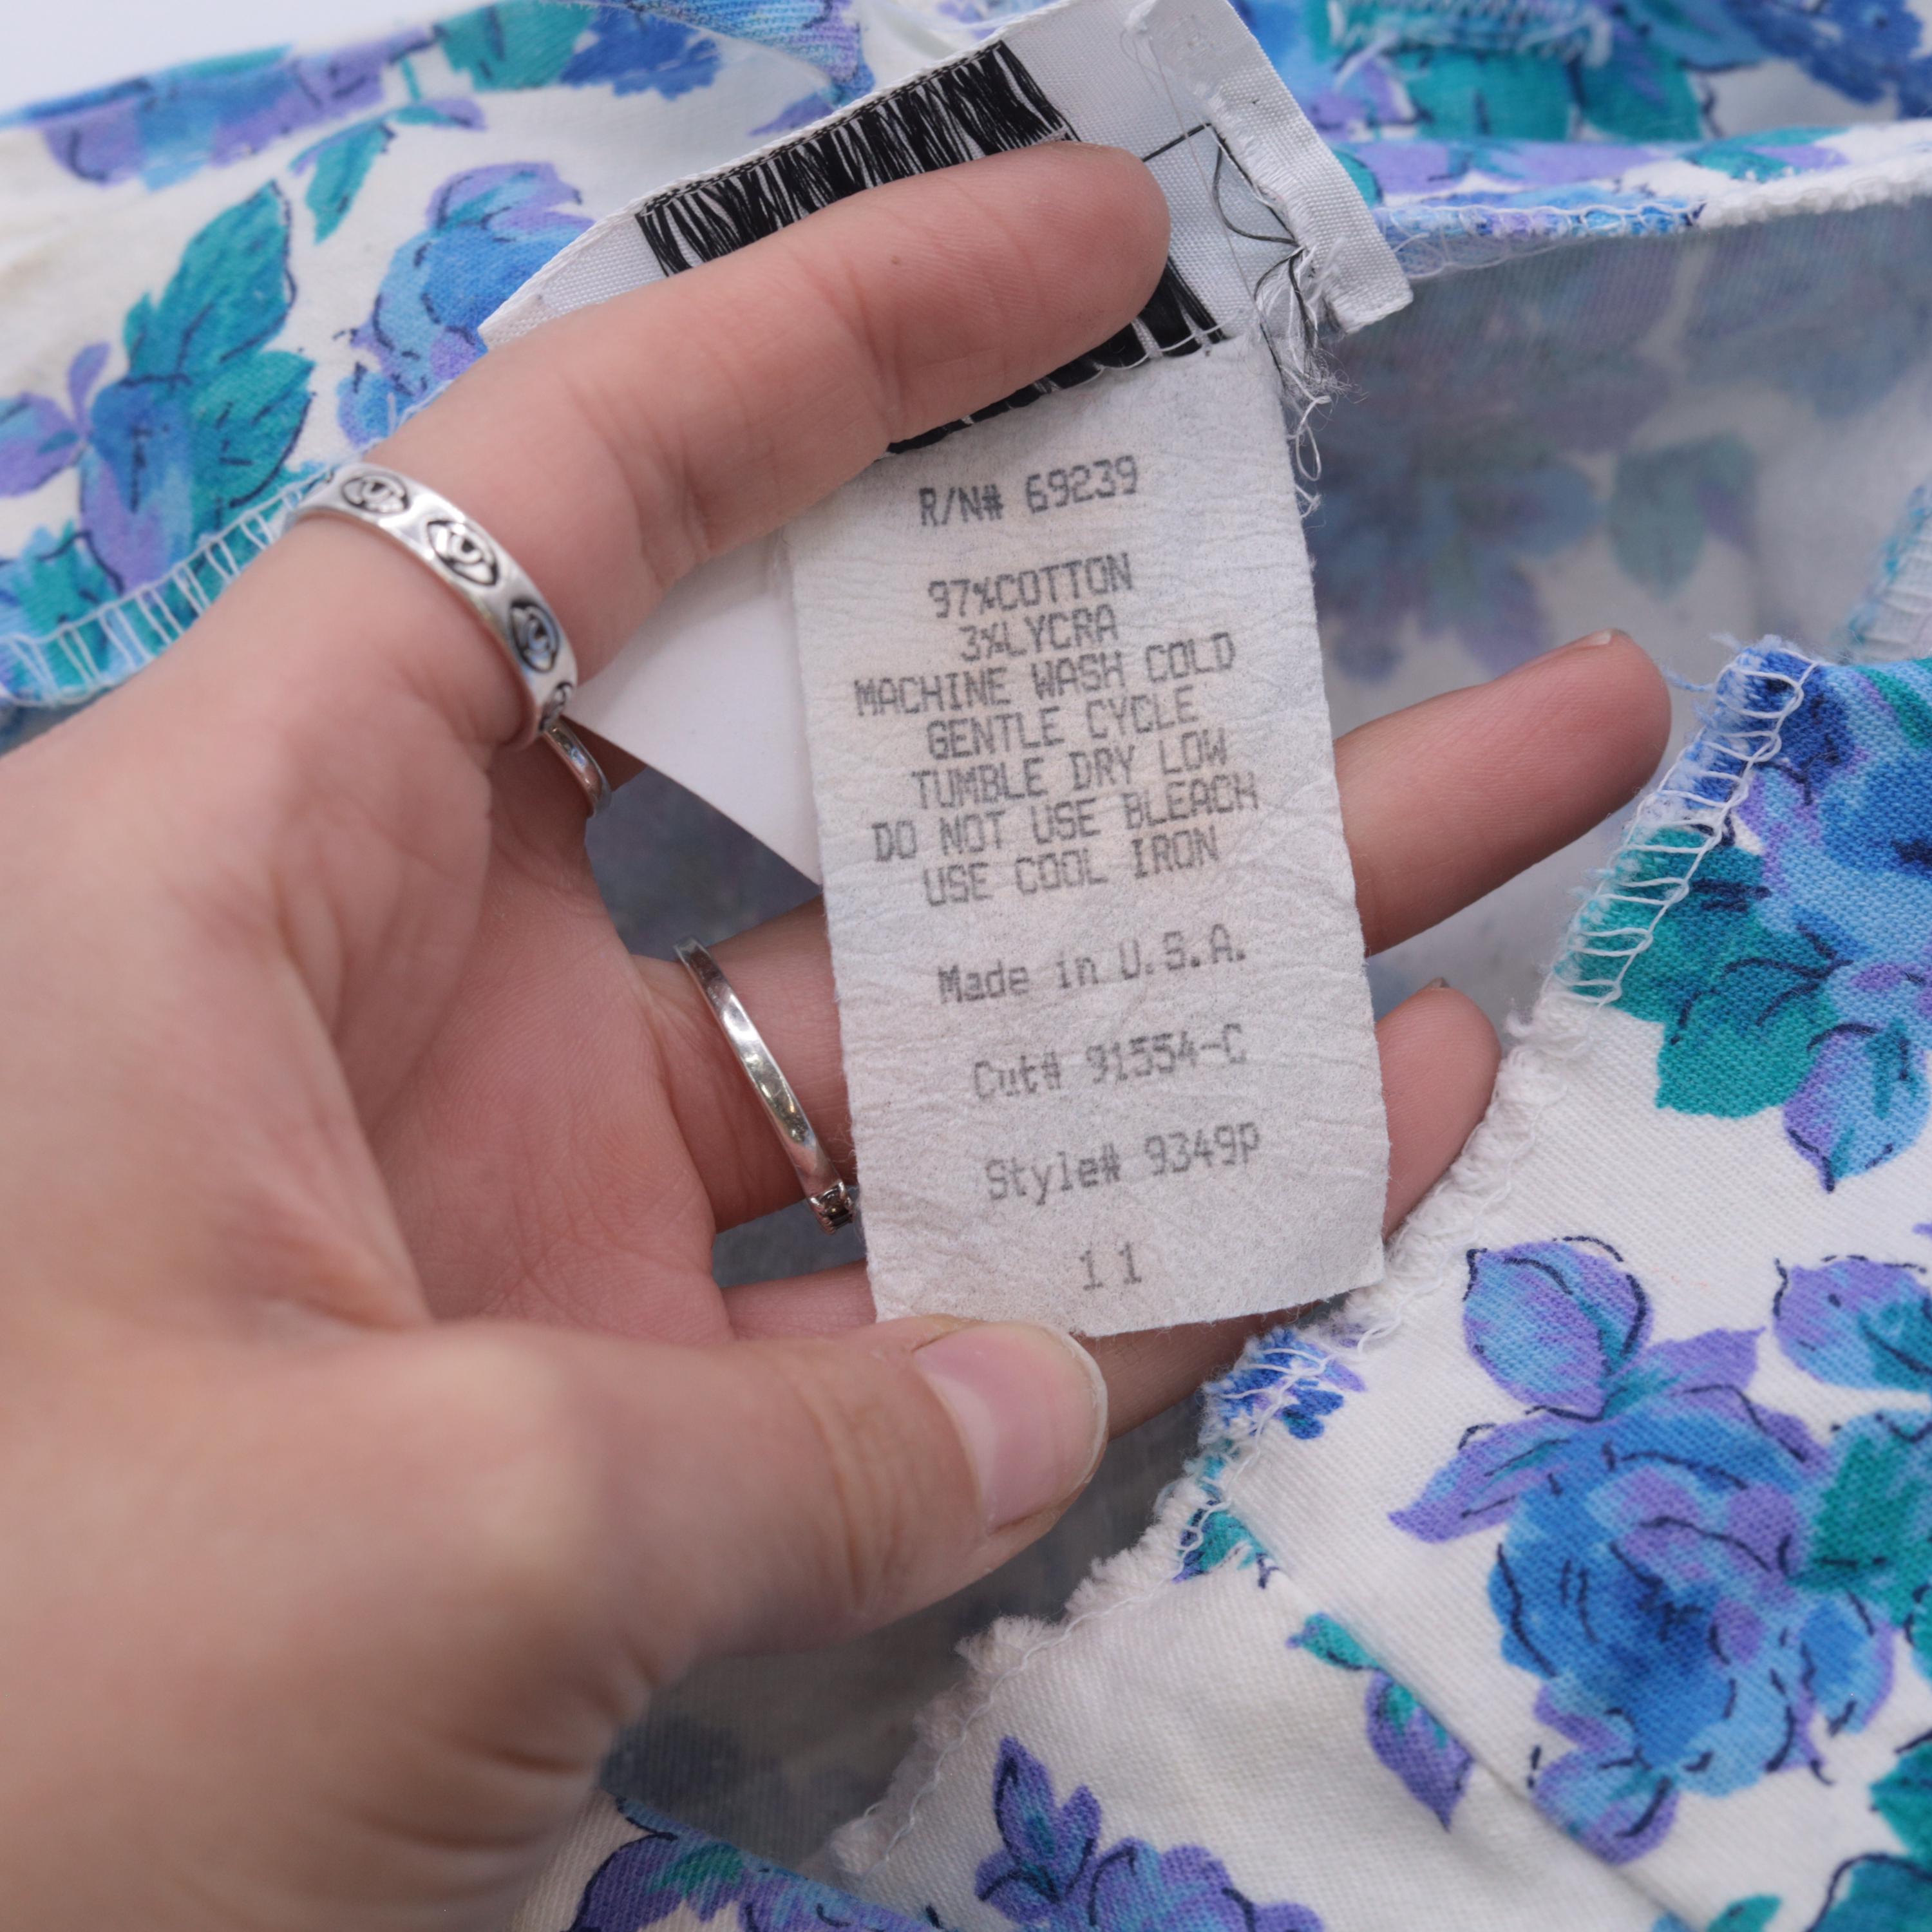 R/N# 69239
97%COTTON
3%LYCRA
MACHINE WASH COLD
GENTLE CYCLE
TUMBLE DRY LOW
DO NOT USE BLEACH
USE COOL IRON
Made in U.S.A.
Cut# 91554-C
Style# 9349P
11